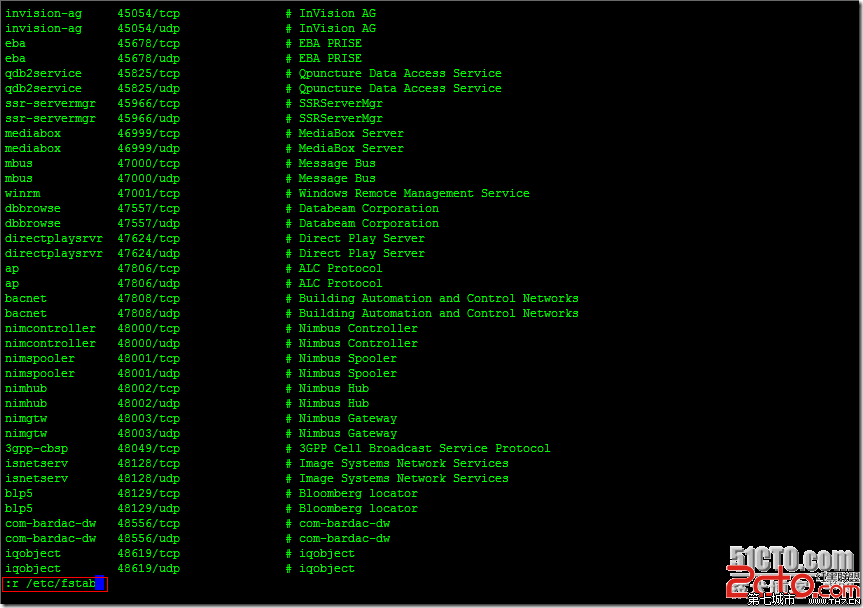 invision-ag 45054/tcp # InVision AG
invision-ag 45054/udp # InVision AG
eba 45678/tcp # EBA PRISE
eba 45678/udp # EBA PRISE
qdb2service 45825/tcp # Qpuncture Data Access Service
qdb2service 45825/udp # Qpuncture Data Access Service
ssr-servermgr 45966/tcp # SSRServerMgr
ssr-servermgr 45966/udp # SSRServerMgr
mediabox 46999/tcp # MediaBox Server
mediabox 46999/udp # MediaBox Server
mbus 47000/tcp # Message Bus
mbus 47000/udp # Message Bus
winrm 47001/tcp # Windows Remote Management Service
dbbrowse 47557/tcp # Databeam Corporation
dbbrowse 47557/udp # Databeam Corporation
directplaysrvr 47624/tcp # Direct Play Server
directplaysrvr 47624/udp # Direct Play Server
ap 47806/tcp # ALC Protocol
ap 47806/udp # ALC Protocol
bacnet 47808/tcp # Building Automation and Control Networks
bacnet 47808/udp # Building Automation and Control Networks
nimcontroller 48000/tcp # Nimbus Controller
nimcontroller 48000/udp # Nimbus Controller
nimspooler 48001/tcp # Nimbus Spooler
nimspooler 48001/udp # Nimbus Spooler
nimhub 48002/tcp # Nimbus Hub
nimhub 48002/udp # Nimbus Hub
nimgtw 48003/tcp # Nimbus Gateway
nimgtw 48003/udp # Nimbus Gateway
3gpp-cbsp 48049/tcp # 3GPP Cell Broadcast Service Protocol
isnetserv 48128/tcp # Image Systems Network Services
isnetserv 48128/udp # Image Systems Network Services
blp5 48129/tcp # Bloomberg locator
blp5 48129/udp # Bloomberg locator
com-bardac-dw 48556/tcp # com-bardac-dw
com-bardac-dw 48556/udp # com-bardac-dw
iqobject 48619/tcp # iqobject
iqobject 48619/udp # iqobject
:r /etc/fstab
51CTO.com
2cto.com
第七城市 www.TH7.CN